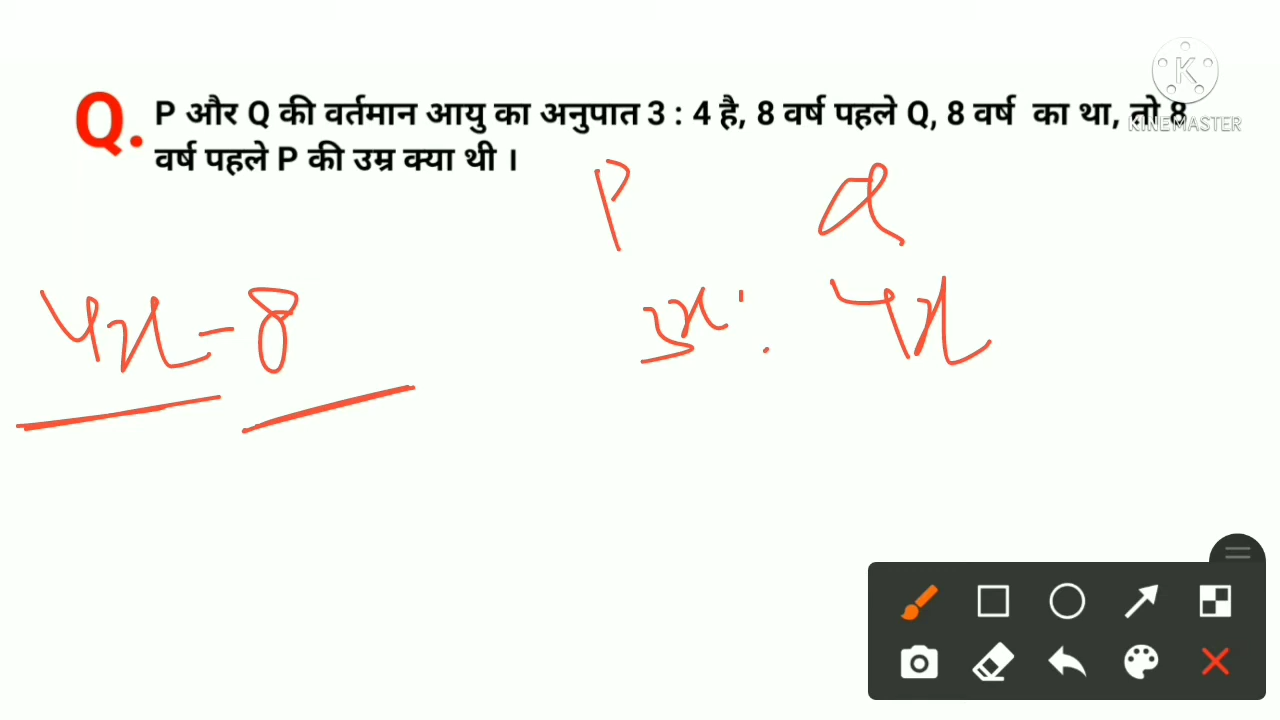 Q. P और Q की वर्तमान आयु का अनुपात 3 : 4 है, 8 वर्ष पहले Q, 8 वर्ष का था, तो 8
वर्ष पहले P की उम्र क्या थी ।
K
KINEMASTER
P Q
4x - 8
3x : 4x